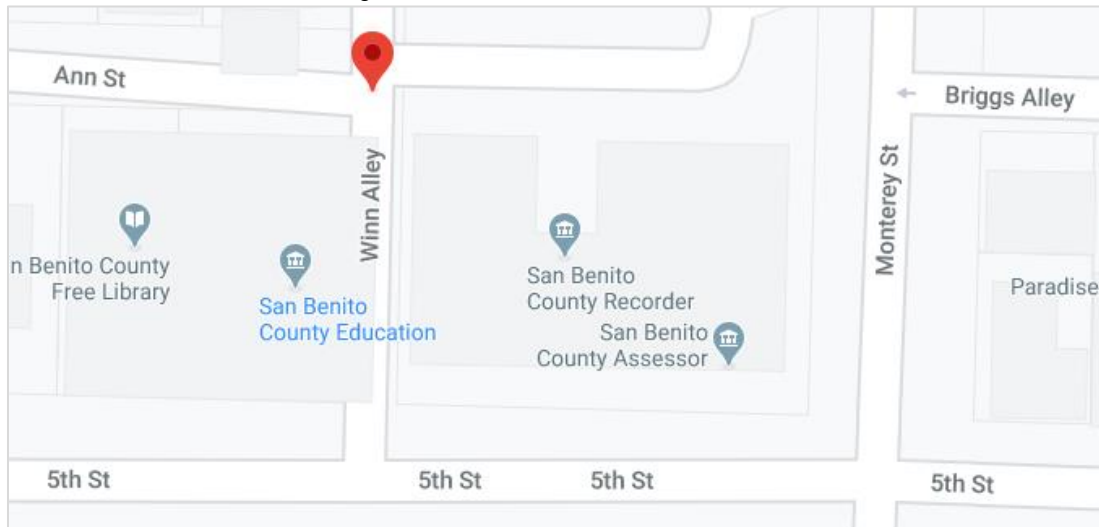 Ann St
Briggs Alley
Winn Alley
Monterey St
n Benito County
Free Library
San Benito
County Education
San Benito
County Recorder
San Benito
County Assessor
Paradise
5th St
5th St
5th St
5th St